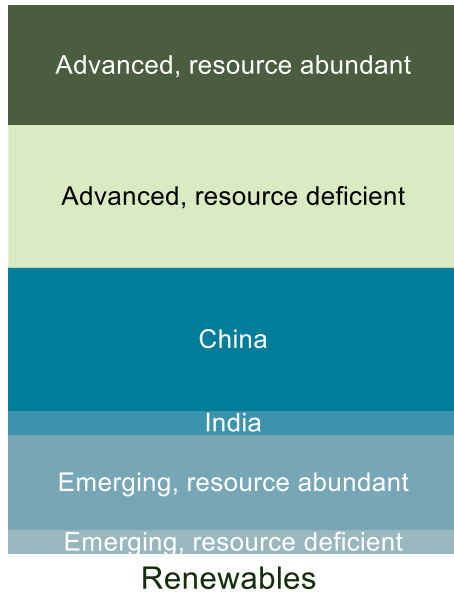 Advanced, resource abundant
Advanced, resource deficient
China
India
Emerging, resource abundant
Emerging, resource deficient
Renewables